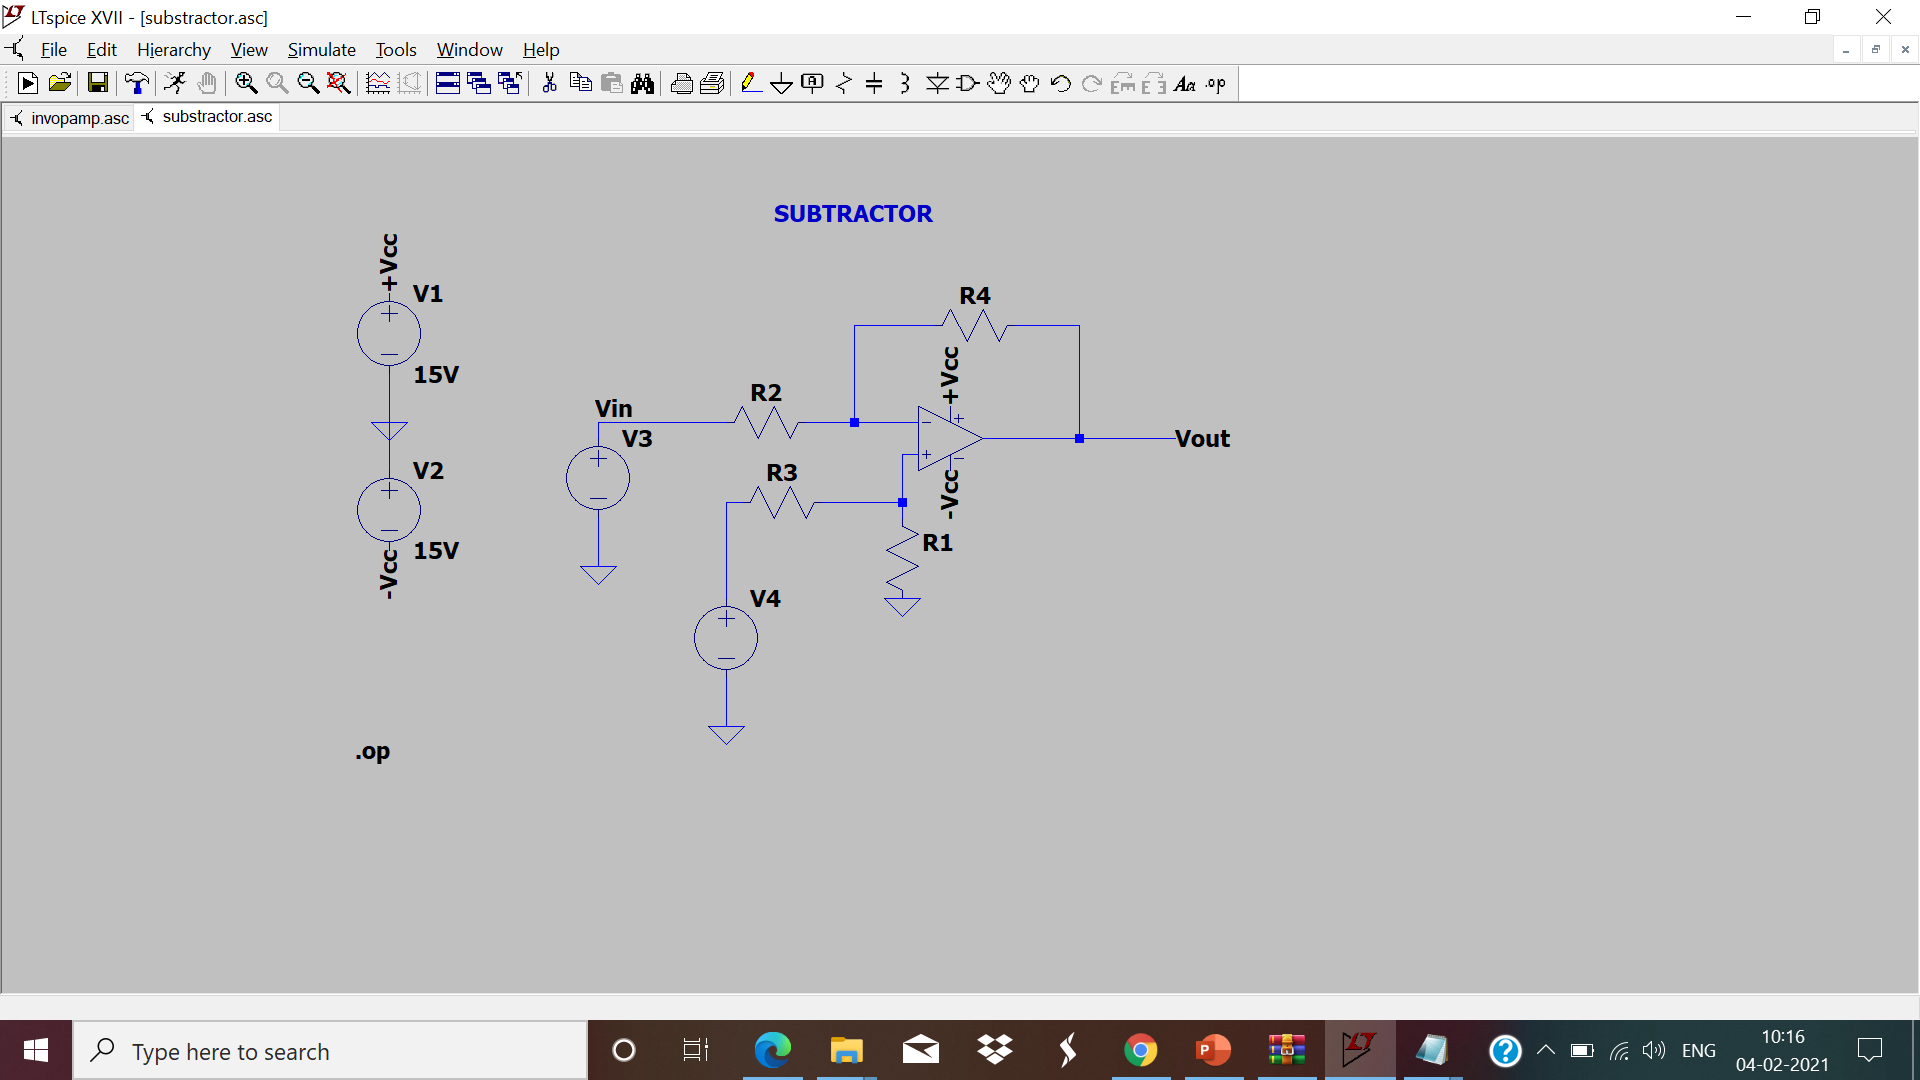 LTspice XVII - [substractor.asc]
File Edit Hierarchy View Simulate Tools Window Help
A Aa .op
invopamp.asc substractor.asc
SUBTRACTOR
+Vcc
V1
15V
V2
15V
-Vcc
R4
+Vcc
R2
Vin
V3
Vout
R3
-Vcc
R1
V4
.op
Type here to search
ENG
10:16
04-02-2021